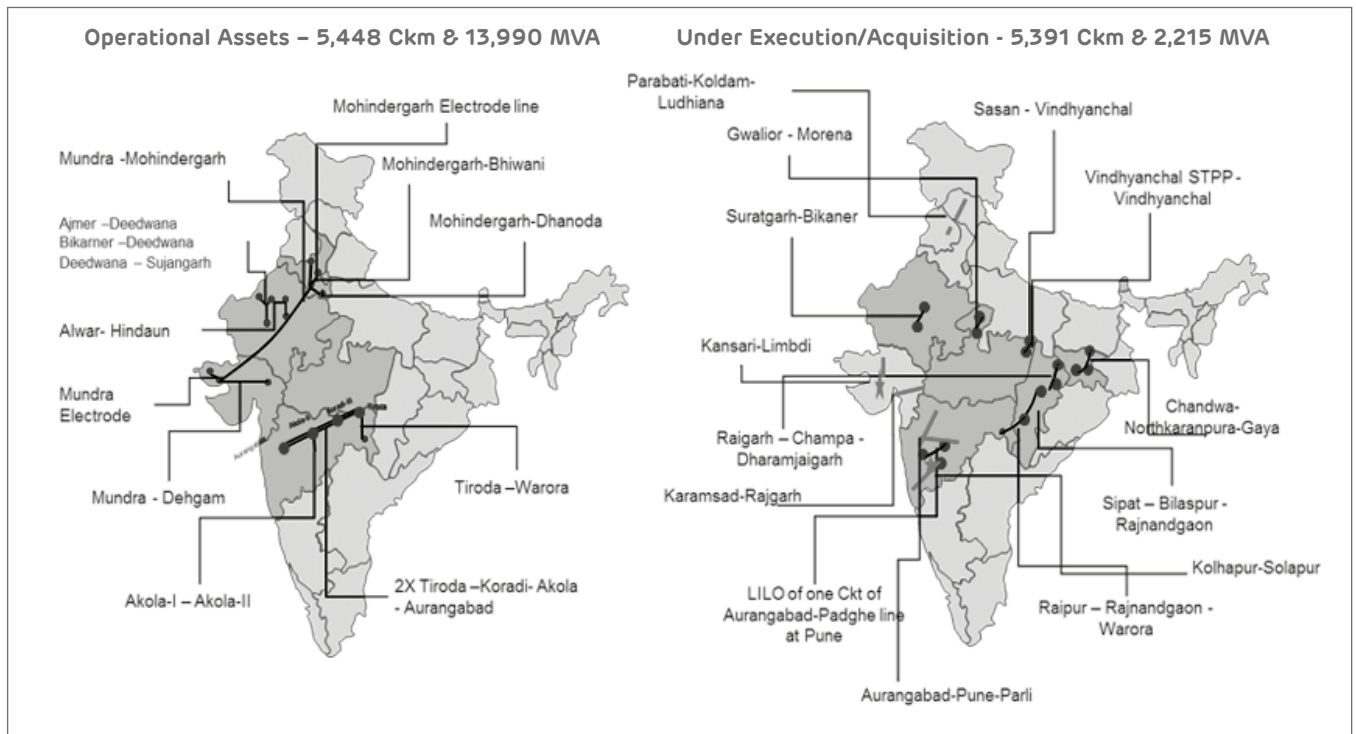 Operational Assets – 5,448 Ckm & 13,990 MVA
Mohindergarh Electrode line
Mundra -Mohindergarh
Mohindergarh-Bhiwani
Ajmer –Deedwana
Bikarner –Deedwana
Deedwana – Sujangarh
Mohindergarh-Dhanoda
Alwar- Hindaun
Mundra
Electrode
Mundra - Dehgam
Tiroda –Warora
Akola-I – Akola-II
2X Tiroda –Koradi- Akola
- Aurangabad
Under Execution/Acquisition - 5,391 Ckm & 2,215 MVA
Parabati-Koldam-
Ludhiana
Sasan - Vindhyanchal
Gwalior - Morena
Vindhyanchal STPP -
Vindhyanchal
Suratgarh-Bikaner
Kansari-Limbdi
Chandwa-
Northkaranpura-Gaya
Raigarh – Champa -
Dharamjaigarh
Karamsad-Rajgarh
Sipat – Bilaspur -
Rajnandgaon
Kolhapur-Solapur
LILO of one Ckt of
Aurangabad-Padghe line
at Pune
Raipur – Rajnandgaon -
Warora
Aurangabad-Pune-Parli